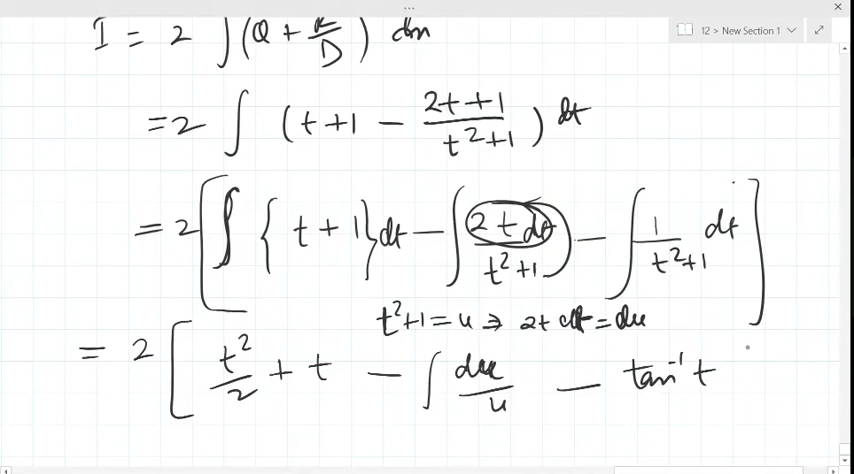 ...
12 > New Section 1
I = 2 ∫(Q + R/D) dn
= 2 ∫ (t+1 − (2t+1)/(t²+1)) dt
= 2 [∫{t+1}dt − ∫(2t dt)/(t²+1) − ∫1/(t²+1) dt]
t²+1 = u ⇒ 2t dt = du
= 2 [t²/2 + t − ∫du/u − tan⁻¹ t